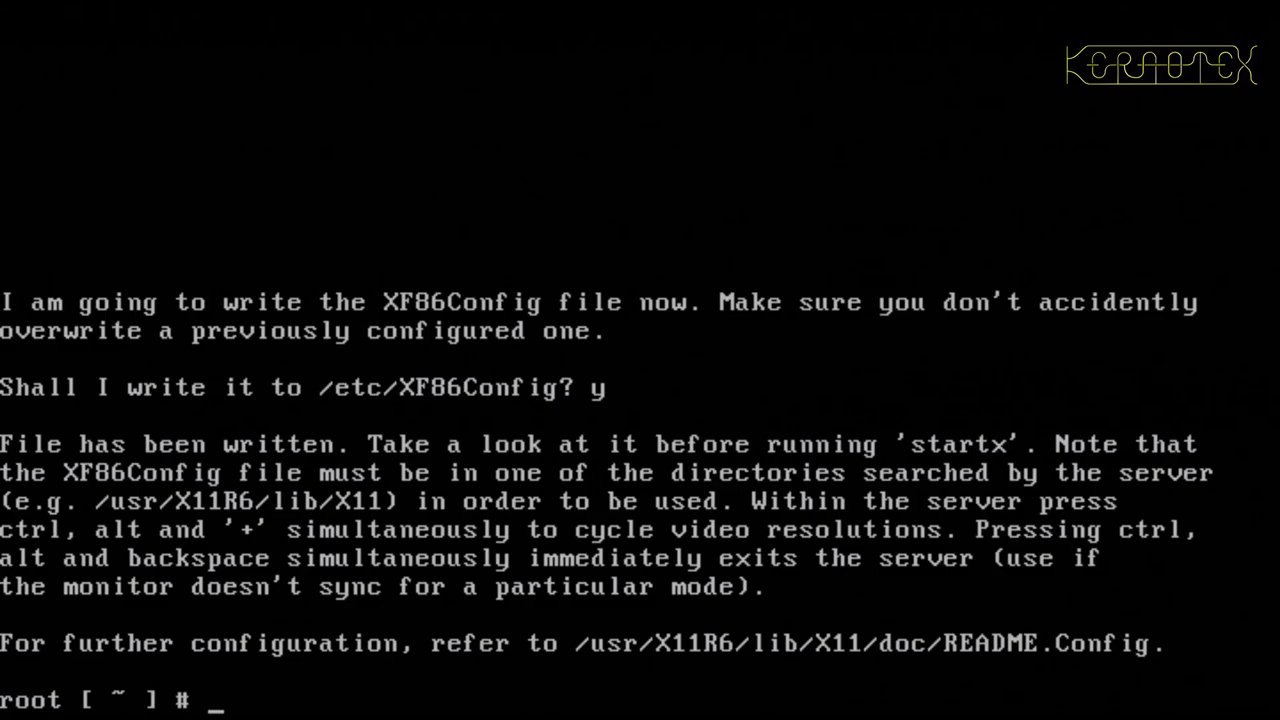 KERNOTEX
I am going to write the XF86Config file now. Make sure you don't accidently
overwrite a previously configured one.
Shall I write it to /etc/XF86Config? y
File has been written. Take a look at it before running 'startx'. Note that
the XF86Config file must be in one of the directories searched by the server
(e.g. /usr/X11R6/lib/X11) in order to be used. Within the server press
ctrl, alt and '+' simultaneously to cycle video resolutions. Pressing ctrl,
alt and backspace simultaneously immediately exits the server (use if
the monitor doesn't sync for a particular mode).
For further configuration, refer to /usr/X11R6/lib/X11/doc/README.Config.
root [ ~ ] # _